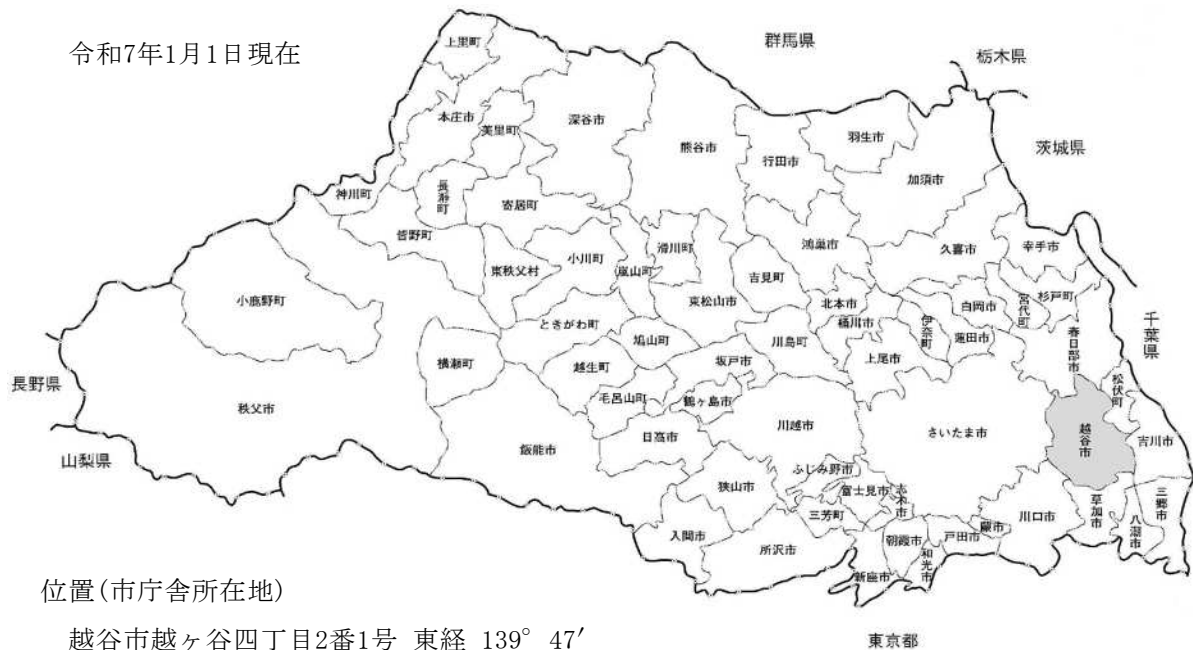 令和7年1月1日現在
群馬県
栃木県
茨城県
千葉県
長野県
山梨県
東京都
上里町
本庄市
美里町
深谷市
熊谷市
行田市
羽生市
加須市
神川町
長瀞町
寄居町
皆野町
東秩父村
小川町
嵐山町
滑川町
東松山市
吉見町
鴻巣市
久喜市
幸手市
小鹿野町
ときがわ町
鳩山町
川島町
北本市
桶川市
伊奈町
白岡市
蓮田市
宮代町
杉戸町
春日部市
秩父市
横瀬町
越生町
毛呂山町
坂戸市
鶴ヶ島市
上尾市
松伏町
越谷市
吉川市
飯能市
日高市
川越市
さいたま市
狭山市
ふじみ野市
富士見市
志木市
三芳町
入間市
所沢市
新座市
朝霞市
和光市
戸田市
蕨市
川口市
草加市
八潮市
三郷市
位置(市庁舎所在地)
越谷市越ヶ谷四丁目2番1号 東経 139° 47′